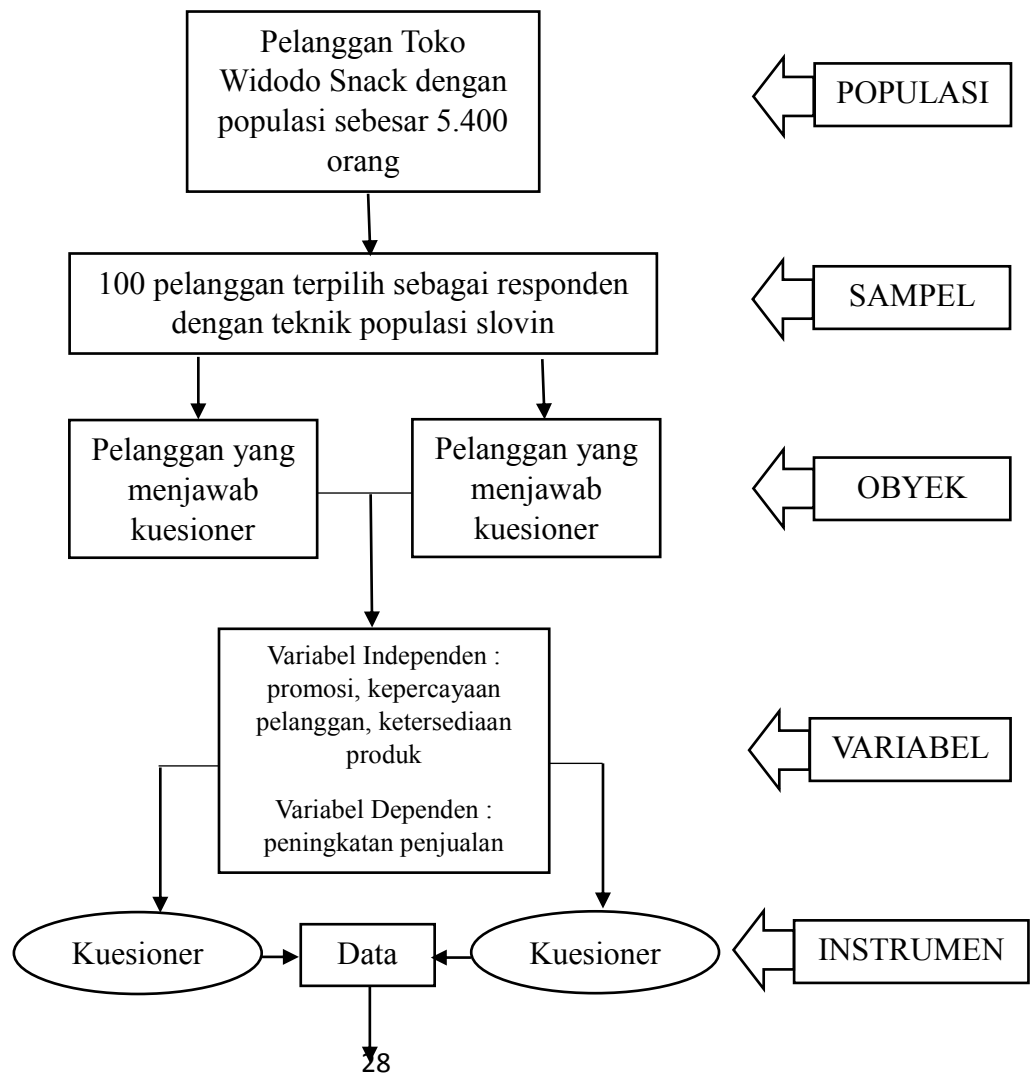 Pelanggan Toko
Widodo Snack dengan
populasi sebesar 5.400
orang
POPULASI
100 pelanggan terpilih sebagai responden
dengan teknik populasi slovin
SAMPEL
Pelanggan yang
menjawab
kuesioner
Pelanggan yang
menjawab
kuesioner
OBYEK
Variabel Independen :
promosi, kepercayaan
pelanggan, ketersediaan
produk
Variabel Dependen :
peningkatan penjualan
VARIABEL
Kuesioner
Data
Kuesioner
INSTRUMEN
28